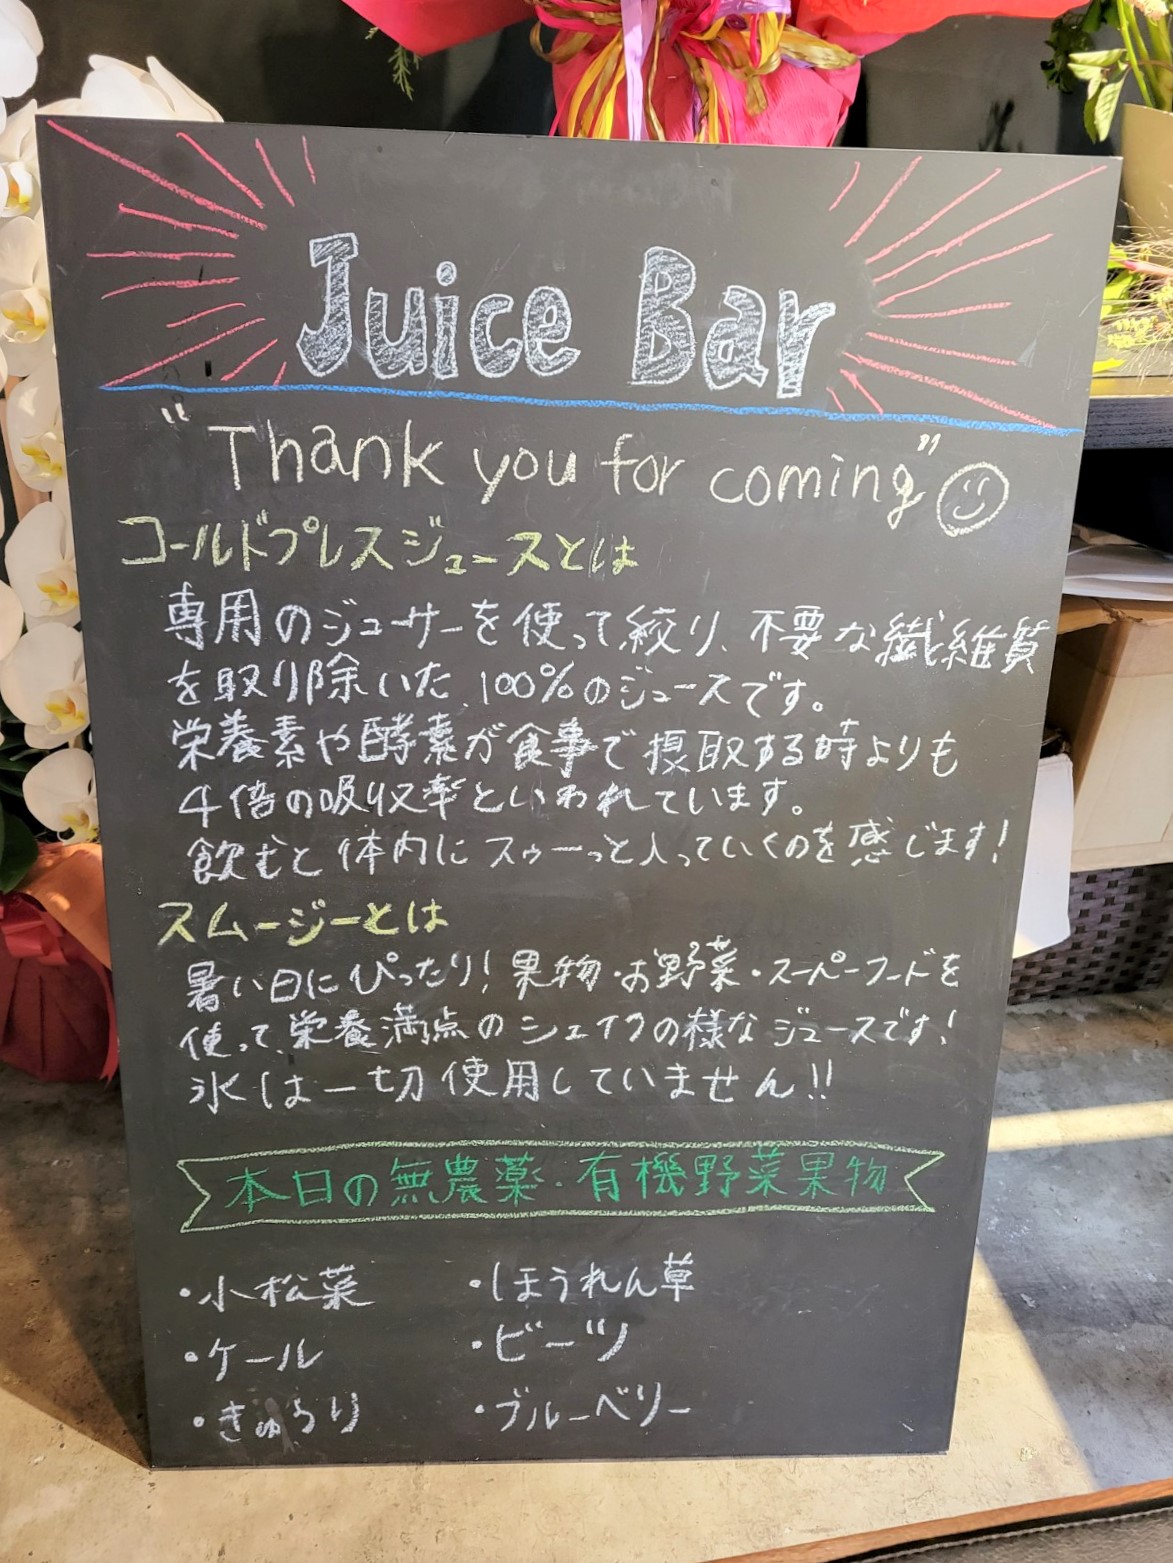 Juice Bar
"Thank you for coming"
コールドプレスジュースとは
専用のジューサーを使って絞り、不要な繊維質
を取り除いた、100%のジュースです。
栄養素や酵素が食事で摂取する時よりも
4倍の吸収率といわれています。
飲むと体内にスゥーっと入っていくのを感じます!
スムージーとは
暑い日にぴったり!果物・お野菜・スーパーフードを
使って、栄養満点のシェイクの様なジュースです!
氷は一切使用していません!!
本日の無農薬・有機野菜果物
・小松菜 ・ほうれん草
・ケール ・ビーツ
・きゅうり ・ブルーベリー